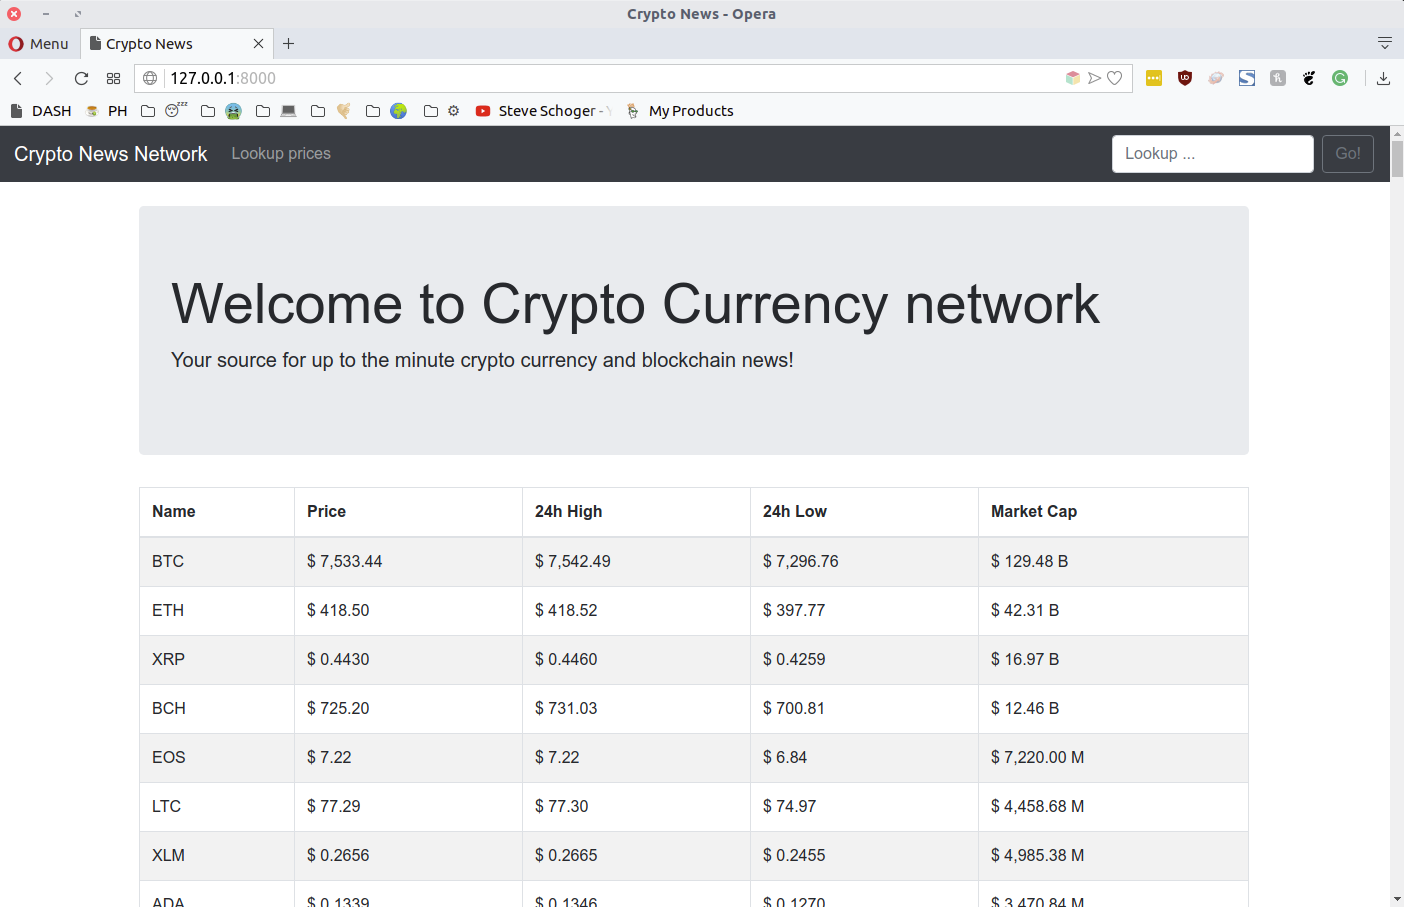 Crypto News - Opera
Menu
Crypto News
127.0.0.1:8000
DASH
PH
Steve Schoger -
My Products
Crypto News Network
Lookup prices
Lookup ...
Go!
Welcome to Crypto Currency network
Your source for up to the minute crypto currency and blockchain news!
Name Price 24h High 24h Low Market Cap
BTC $ 7,533.44 $ 7,542.49 $ 7,296.76 $ 129.48 B
ETH $ 418.50 $ 418.52 $ 397.77 $ 42.31 B
XRP $ 0.4430 $ 0.4460 $ 0.4259 $ 16.97 B
BCH $ 725.20 $ 731.03 $ 700.81 $ 12.46 B
EOS $ 7.22 $ 7.22 $ 6.84 $ 7,220.00 M
LTC $ 77.29 $ 77.30 $ 74.97 $ 4,458.68 M
XLM $ 0.2656 $ 0.2665 $ 0.2455 $ 4,985.38 M
ADA $ 0.1339 $ 0.1346 $ 0.1270 $ 3,470.84 M